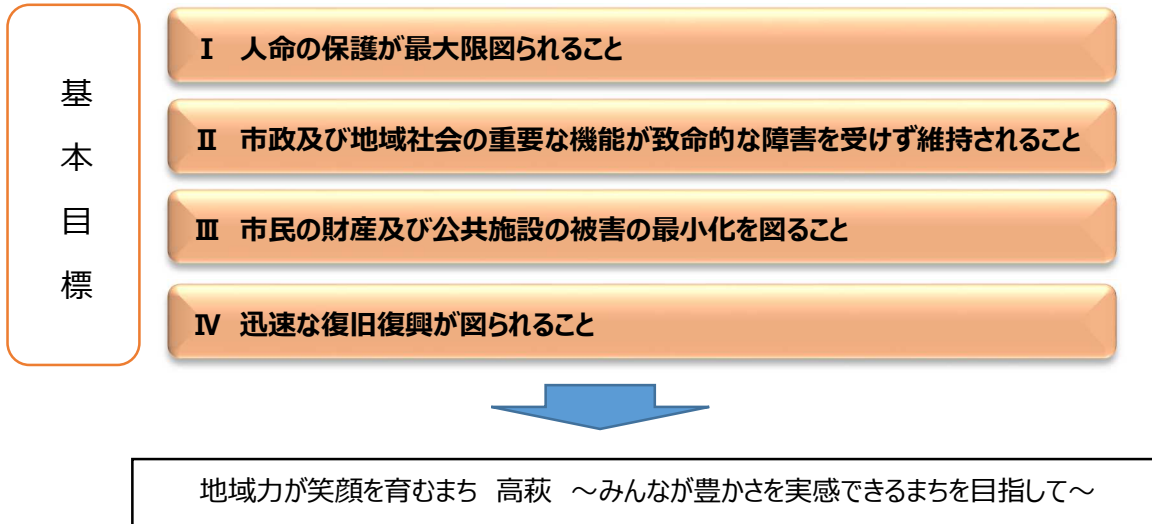 基本目標
Ⅰ 人命の保護が最大限図られること
Ⅱ 市政及び地域社会の重要な機能が致命的な障害を受けず維持されること
Ⅲ 市民の財産及び公共施設の被害の最小化を図ること
Ⅳ 迅速な復旧復興が図られること
地域力が笑顔を育むまち 高萩 ～みんなが豊かさを実感できるまちを目指して～